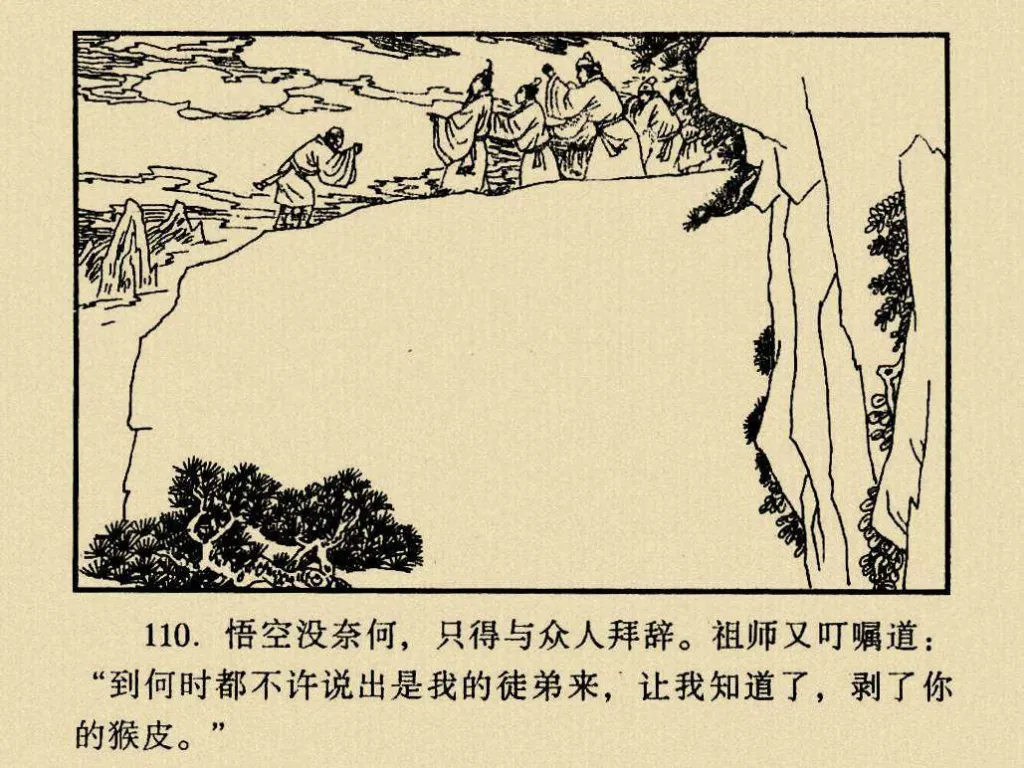 110. 悟空没奈何，只得与众人拜辞。祖师又叮嘱道：
“到何时都不许说出是我的徒弟来，让我知道了，剥了你
的猴皮。”